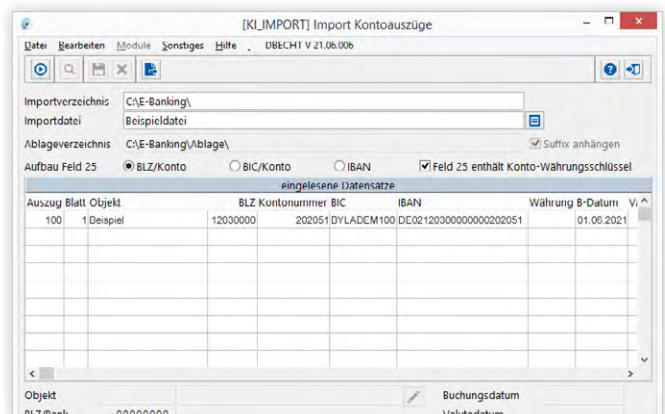 [KI_IMPORT] Import Kontoauszüge
Datei Bearbeiten Module Sonstiges Hilfe . DBECHT V 21.06.006
Importverzeichnis C:\E-Banking\
Importdatei Beispieldatei
Ablageverzeichnis C:\E-Banking\Ablage\ Suffix anhängen
Aufbau Feld 25 BLZ/Konto BIC/Konto IBAN Feld 25 enthält Konto-Währungsschlüssel
eingelesene Datensätze
Auszug Blatt Objekt BLZ Kontonummer BIC IBAN Währung B-Datum
100 1 Beispiel 12030000 202051 BYLADEM100 DE02120300000000202051 01.06.2021
Objekt Buchungsdatum
BLZ/Bank 00000000 Valutadatum